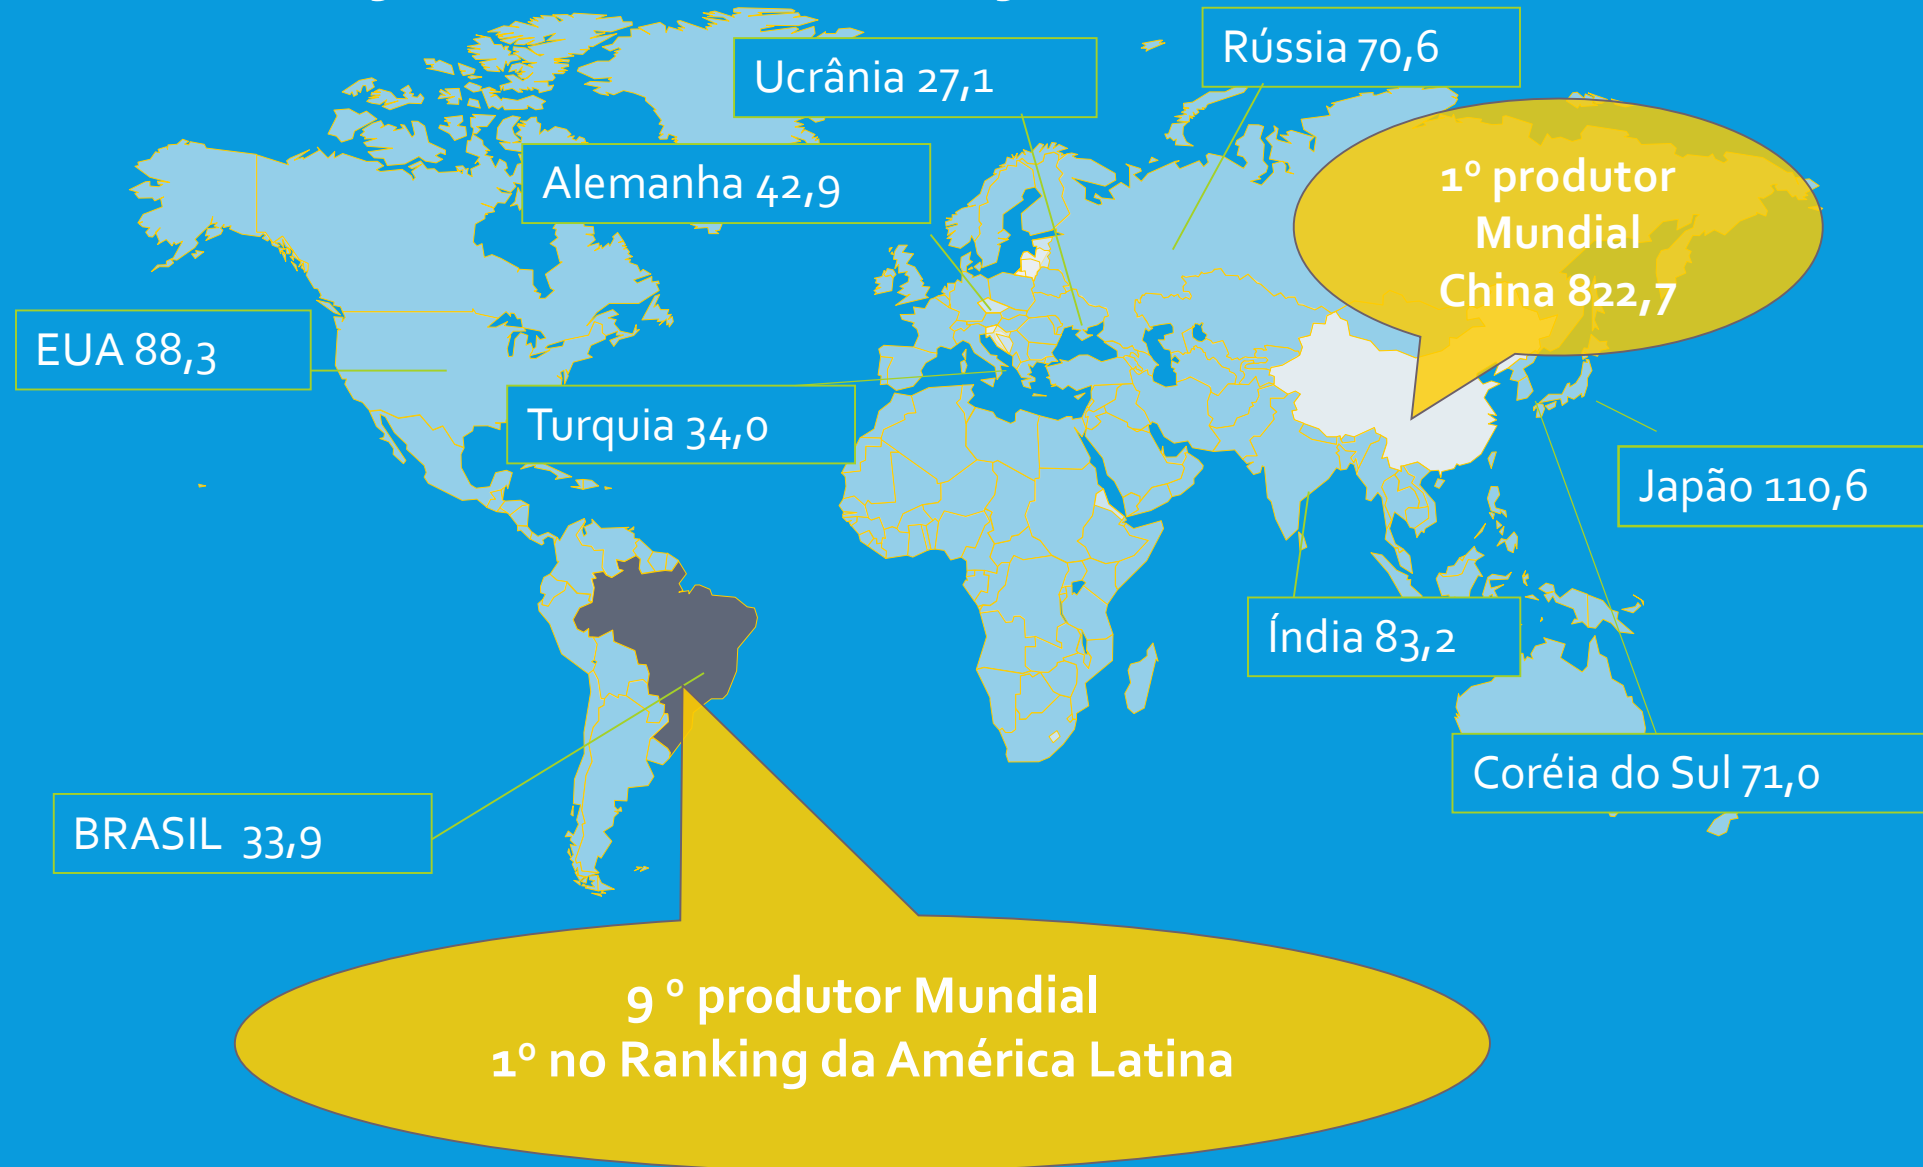 Rússia 70,6
Ucrânia 27,1
Alemanha 42,9
1º produtor
Mundial
China 822,7
EUA 88,3
Turquia 34,0
Japão 110,6
Índia 83,2
Coréia do Sul 71,0
BRASIL 33,9
9 º produtor Mundial
1º no Ranking da América Latina